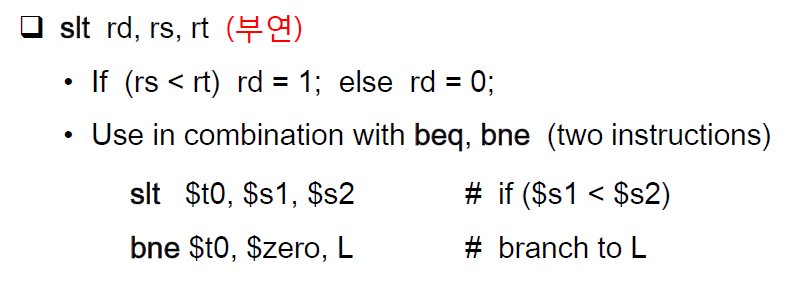 ❑ slt rd, rs, rt (부연)
• If (rs < rt) rd = 1; else rd = 0;
• Use in combination with beq, bne (two instructions)
slt $t0, $s1, $s2 # if ($s1 < $s2)
bne $t0, $zero, L # branch to L